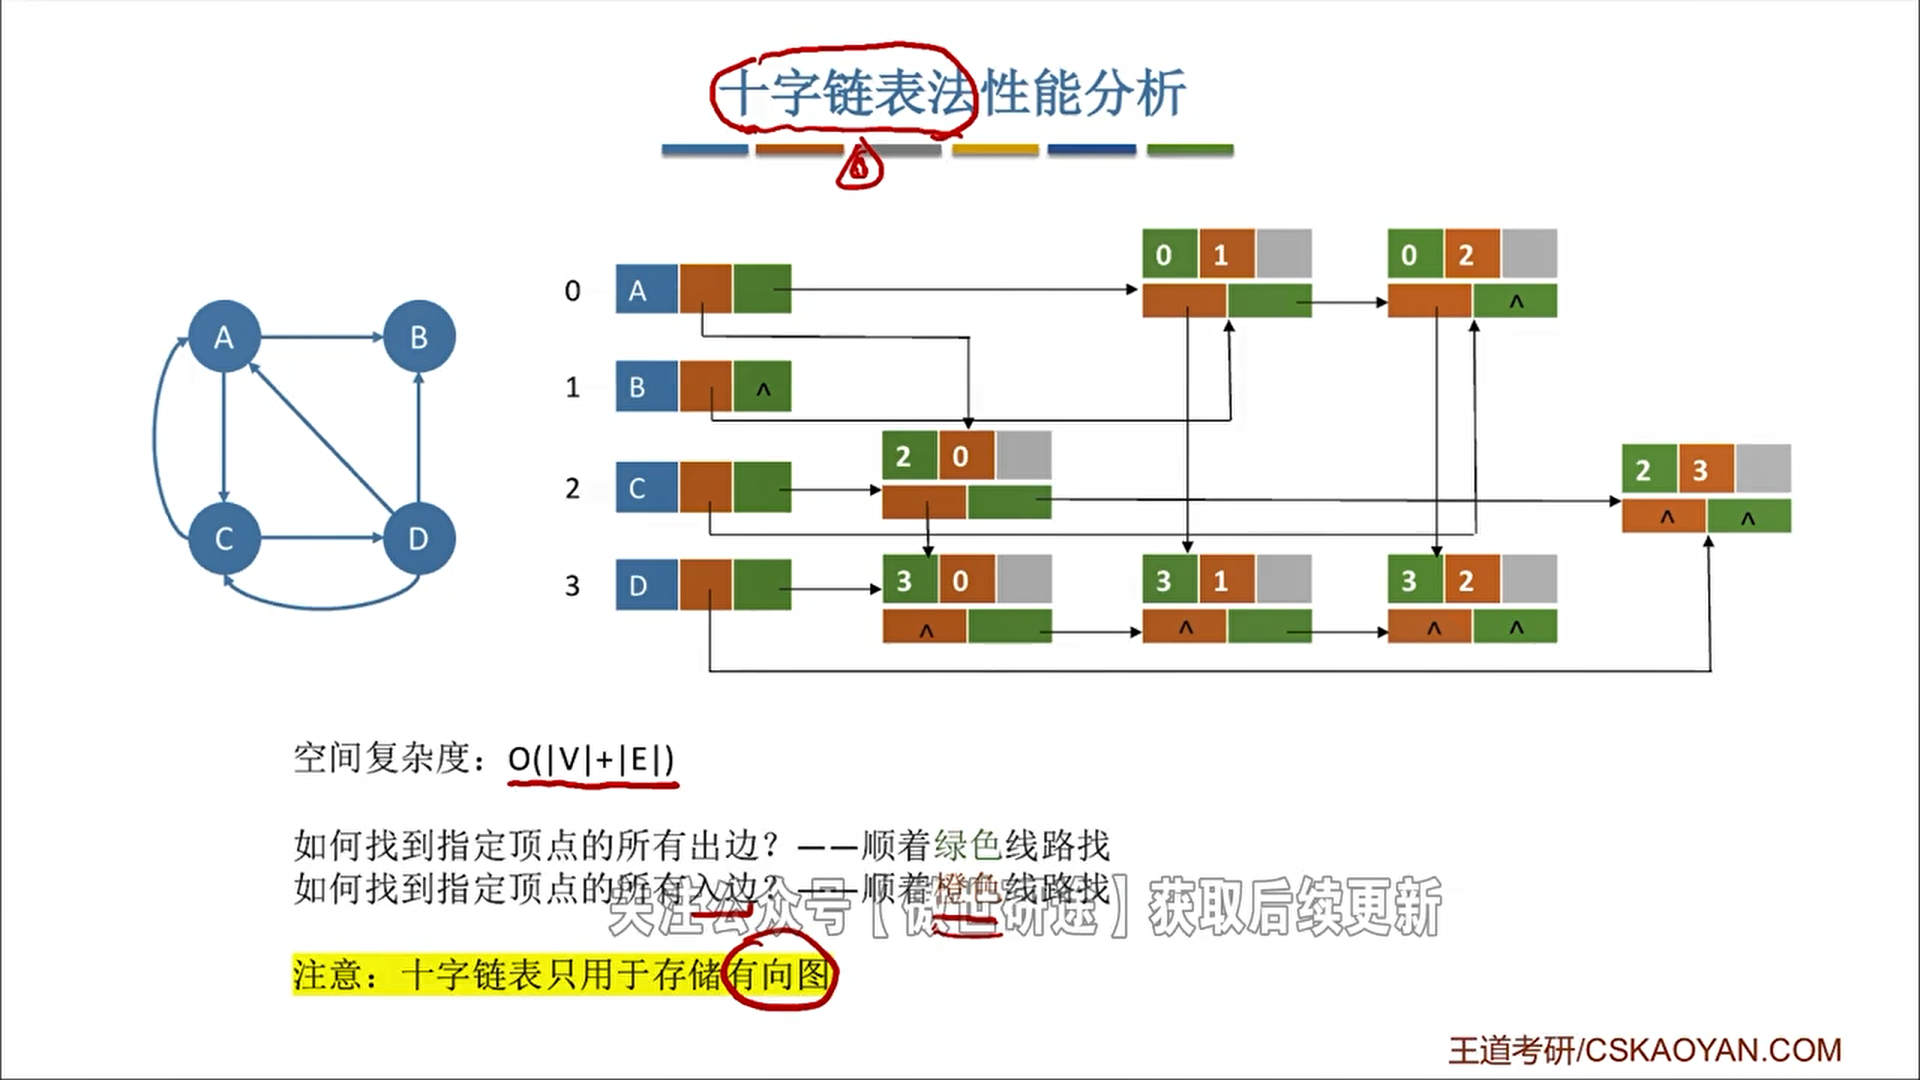 十字链表法性能分析
A B
C D
0 A
1 B ^
2 C
3 D
0 1
0 2
^
2 0
2 3
^ ^
3 0
^
3 1
^
3 2
^ ^
空间复杂度：O(|V|+|E|)
如何找到指定顶点的所有出边？——顺着绿色线路找
如何找到指定顶点的所有入边？——顺着橙色线路找
关注公众号【傲世研途】获取后续更新
注意：十字链表只用于存储有向图
王道考研/CSKAOYAN.COM